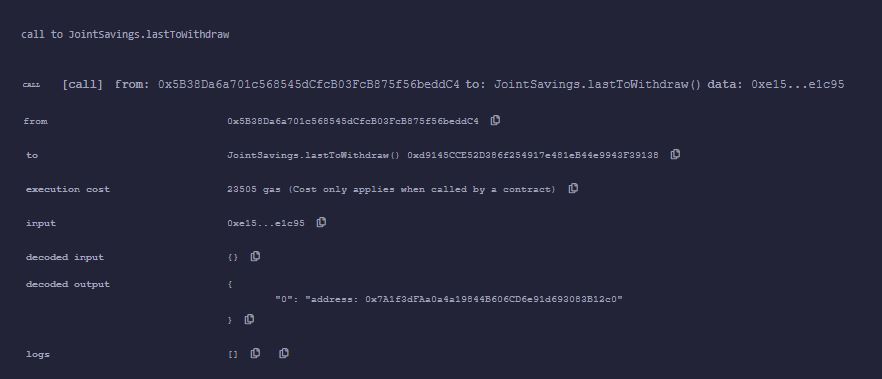 call to JointSavings.lastToWithdraw
CALL [call] from: 0x5B38Da6a701c568545dCfcB03FcB875f56beddC4 to: JointSavings.lastToWithdraw() data: 0xe15...e1c95
from 0x5B38Da6a701c568545dCfcB03FcB875f56beddC4
to JointSavings.lastToWithdraw() 0xd9145CCE52D386f254917e481eB44e9943F39138
execution cost 23505 gas (Cost only applies when called by a contract)
input 0xe15...e1c95
decoded input {}
decoded output {
"0": "address: 0x7A1f3dFAa0a4a19844B606CD6e91d693083B12c0"
}
logs []